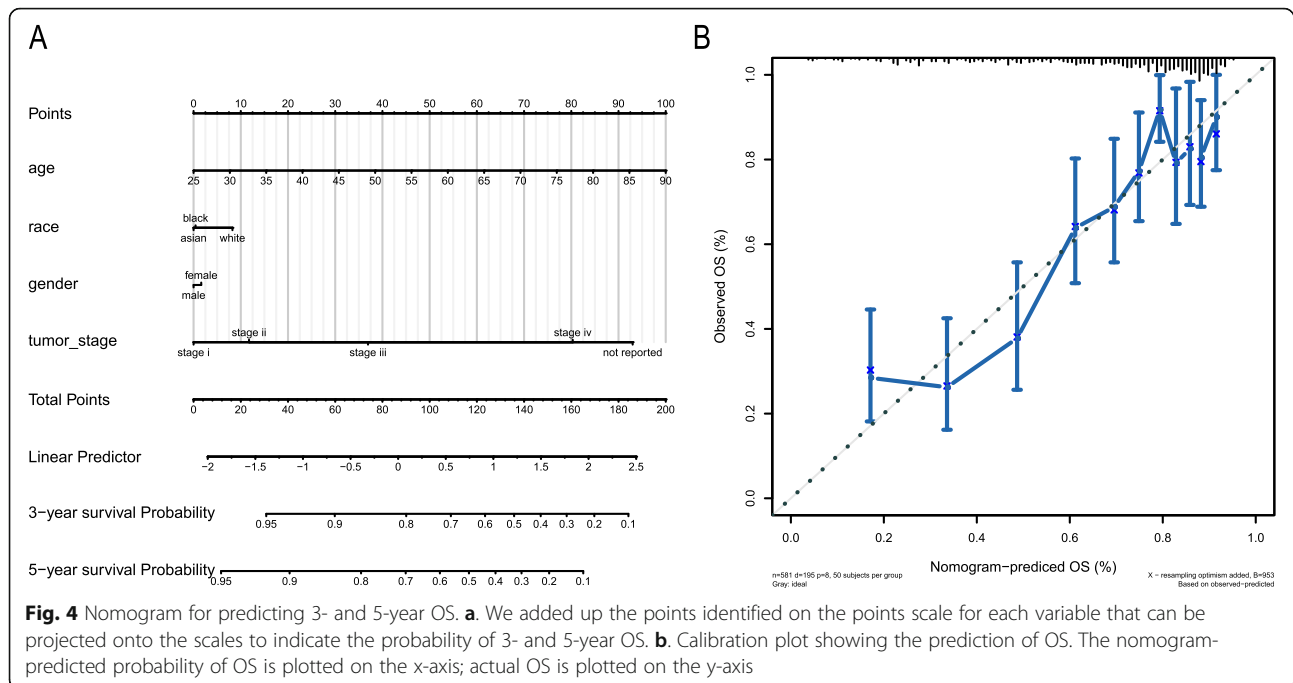 A
Points
0 10 20 30 40 50 60 70 80 90 100
age
25 30 35 40 45 50 55 60 65 70 75 80 85 90
race
black
asian white
gender
female
male
tumor_stage
stage ii stage iv
stage i stage iii not reported
Total Points
0 20 40 60 80 100 120 140 160 180 200
Linear Predictor
−2 −1.5 −1 −0.5 0 0.5 1 1.5 2 2.5
3−year survival Probability
0.95 0.9 0.8 0.7 0.6 0.5 0.4 0.3 0.2 0.1
5−year survival Probability
0.95 0.9 0.8 0.7 0.6 0.5 0.4 0.3 0.2 0.1
B
Observed OS (%)
1.0
0.8
0.6
0.4
0.2
0.0
0.0 0.2 0.4 0.6 0.8 1.0
Nomogram−prediced OS (%)
n=581 d=195 p=8, 50 subjects per group
Gray: ideal
X − resampling optimism added, B=953
Based on observed−predicted
Fig. 4 Nomogram for predicting 3- and 5-year OS. a. We added up the points identified on the points scale for each variable that can be
projected onto the scales to indicate the probability of 3- and 5-year OS. b. Calibration plot showing the prediction of OS. The nomogram-
predicted probability of OS is plotted on the x-axis; actual OS is plotted on the y-axis